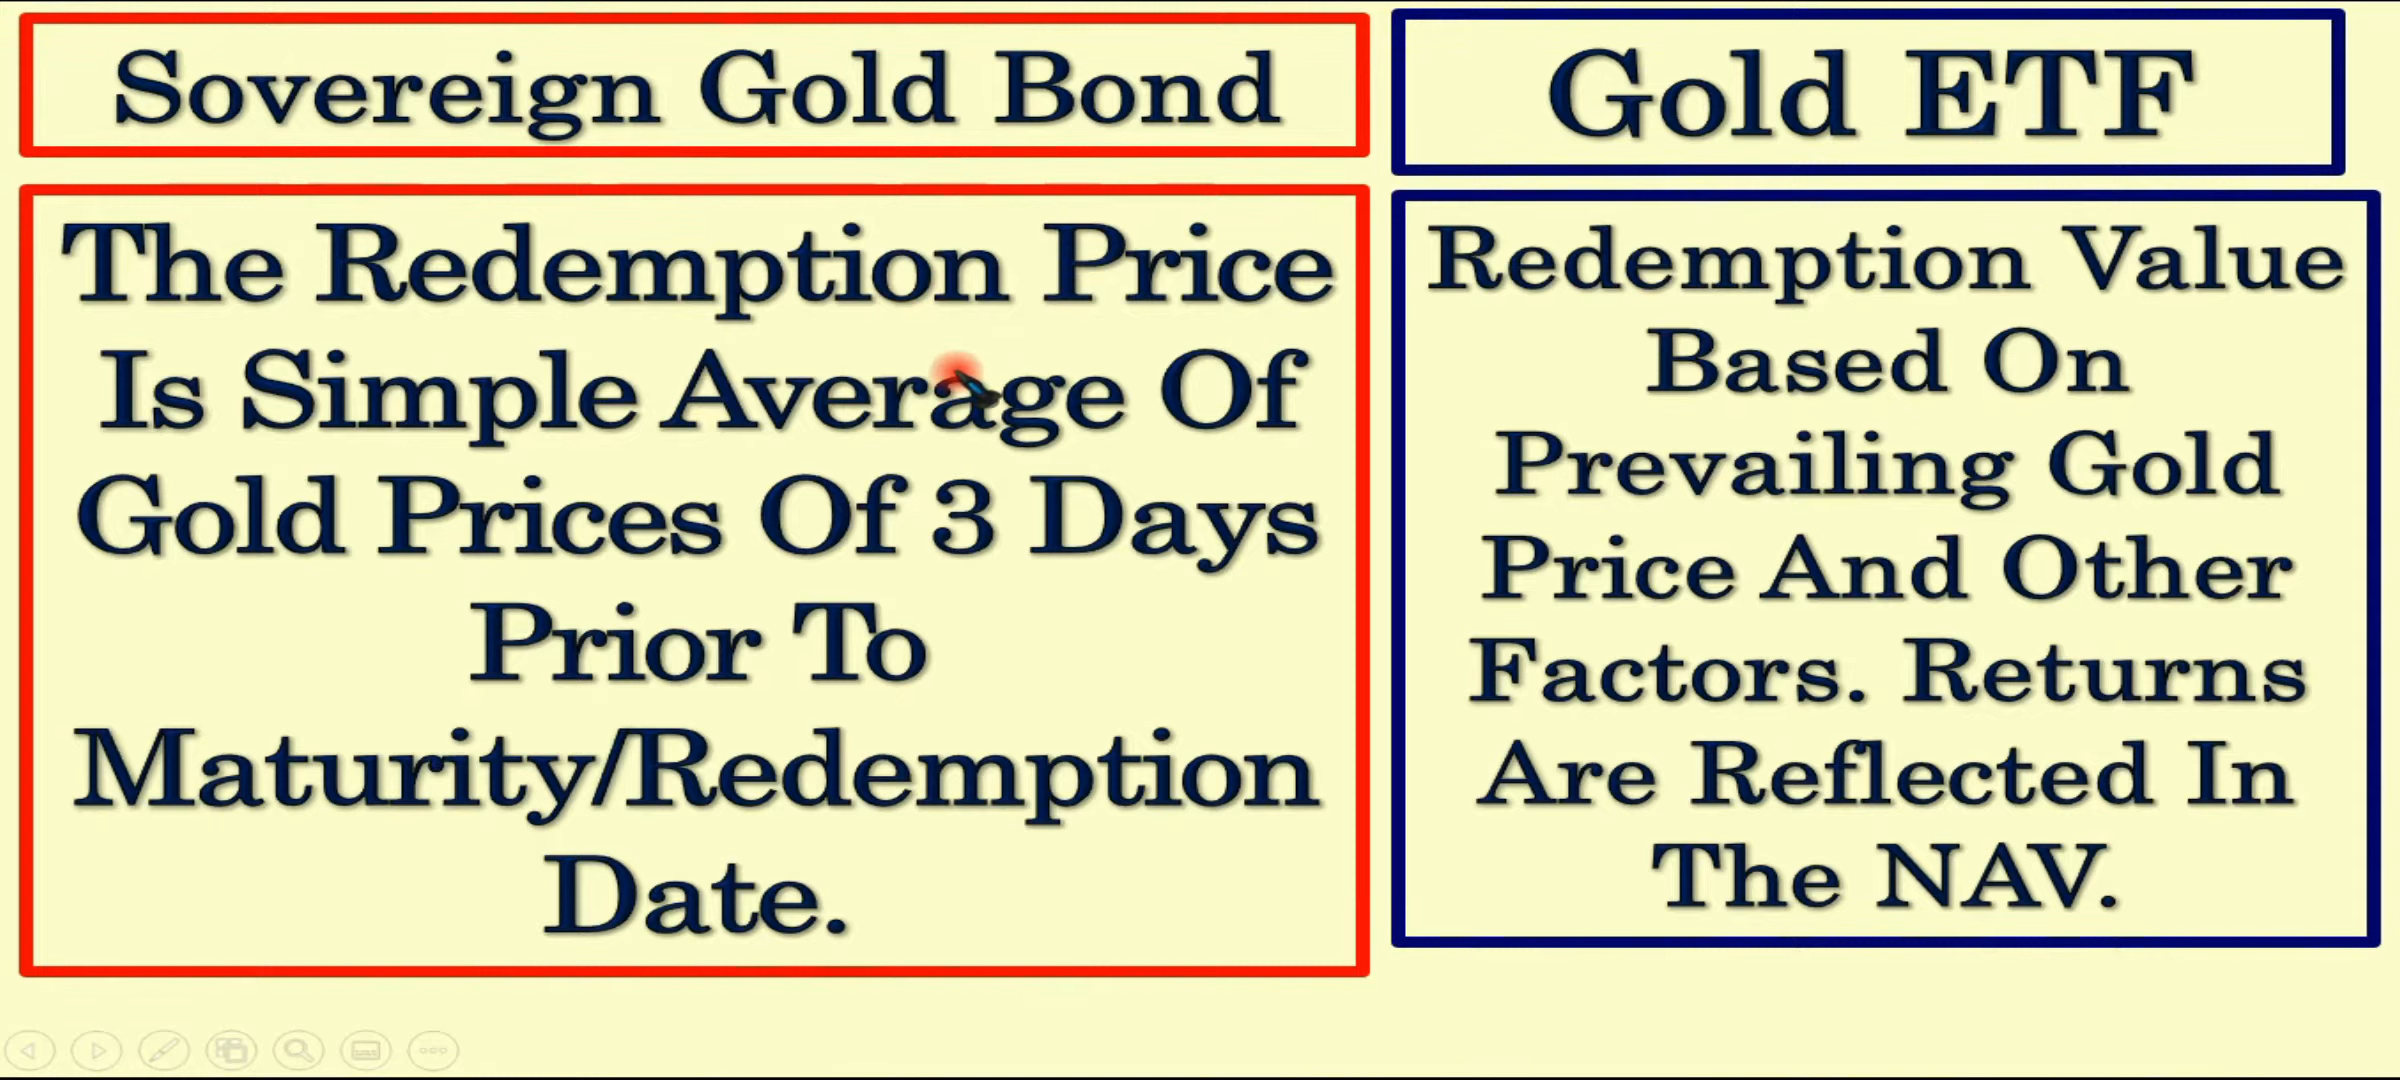 Sovereign Gold Bond
The Redemption Price
Is Simple Average Of
Gold Prices Of 3 Days
Prior To
Maturity/Redemption
Date.
Gold ETF
Redemption Value
Based On
Prevailing Gold
Price And Other
Factors. Returns
Are Reflected In
The NAV.